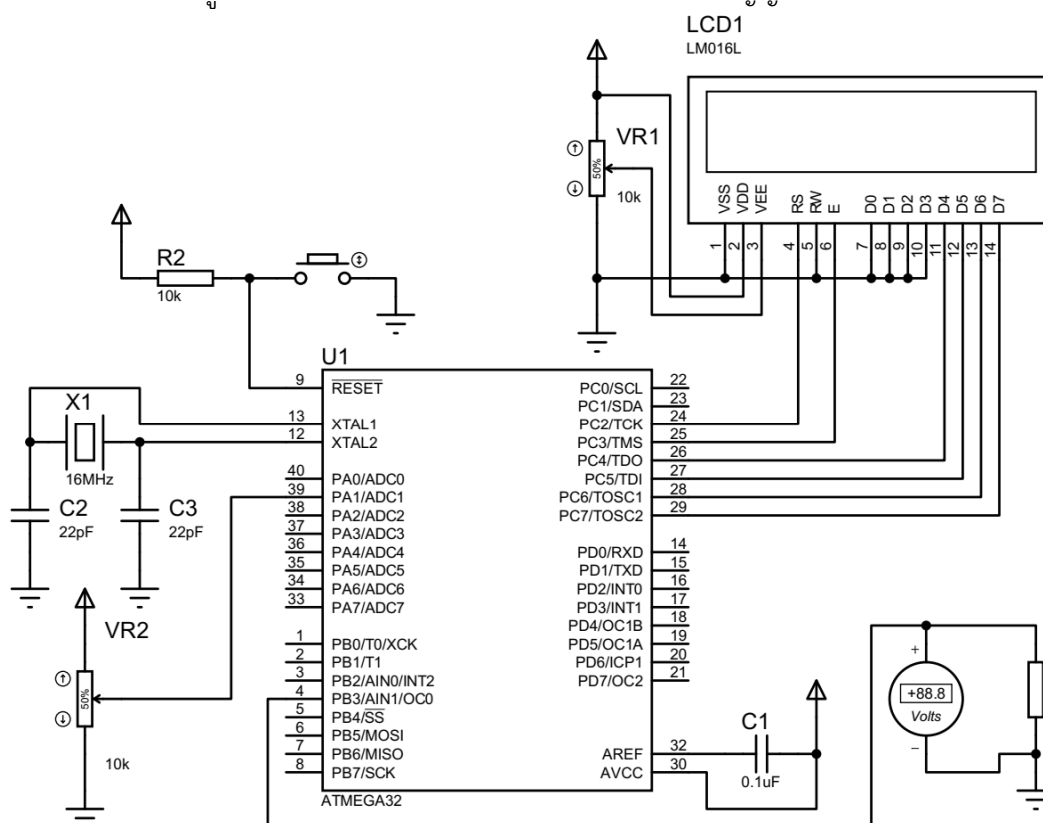 LCD1
LM016L
VR1
50%
10k
VSS
VDD
VEE
RS
RW
E
D0
D1
D2
D3
D4
D5
D6
D7
1
2
3
4
5
6
7
8
9
10
11
12
13
14
R2
10k
U1
9 RESET
13 XTAL1
12 XTAL2
40 PA0/ADC0
39 PA1/ADC1
38 PA2/ADC2
37 PA3/ADC3
36 PA4/ADC4
35 PA5/ADC5
34 PA6/ADC6
33 PA7/ADC7
1 PB0/T0/XCK
2 PB1/T1
3 PB2/AIN0/INT2
4 PB3/AIN1/OC0
5 PB4/SS
6 PB5/MOSI
7 PB6/MISO
8 PB7/SCK
PC0/SCL 22
PC1/SDA 23
PC2/TCK 24
PC3/TMS 25
PC4/TDO 26
PC5/TDI 27
PC6/TOSC1 28
PC7/TOSC2 29
PD0/RXD 14
PD1/TXD 15
PD2/INT0 16
PD3/INT1 17
PD4/OC1B 18
PD5/OC1A 19
PD6/ICP1 20
PD7/OC2 21
AREF 32
AVCC 30
ATMEGA32
X1
16MHz
C2
22pF
C3
22pF
VR2
50%
10k
C1
0.1uF
+
+88.8
Volts
−